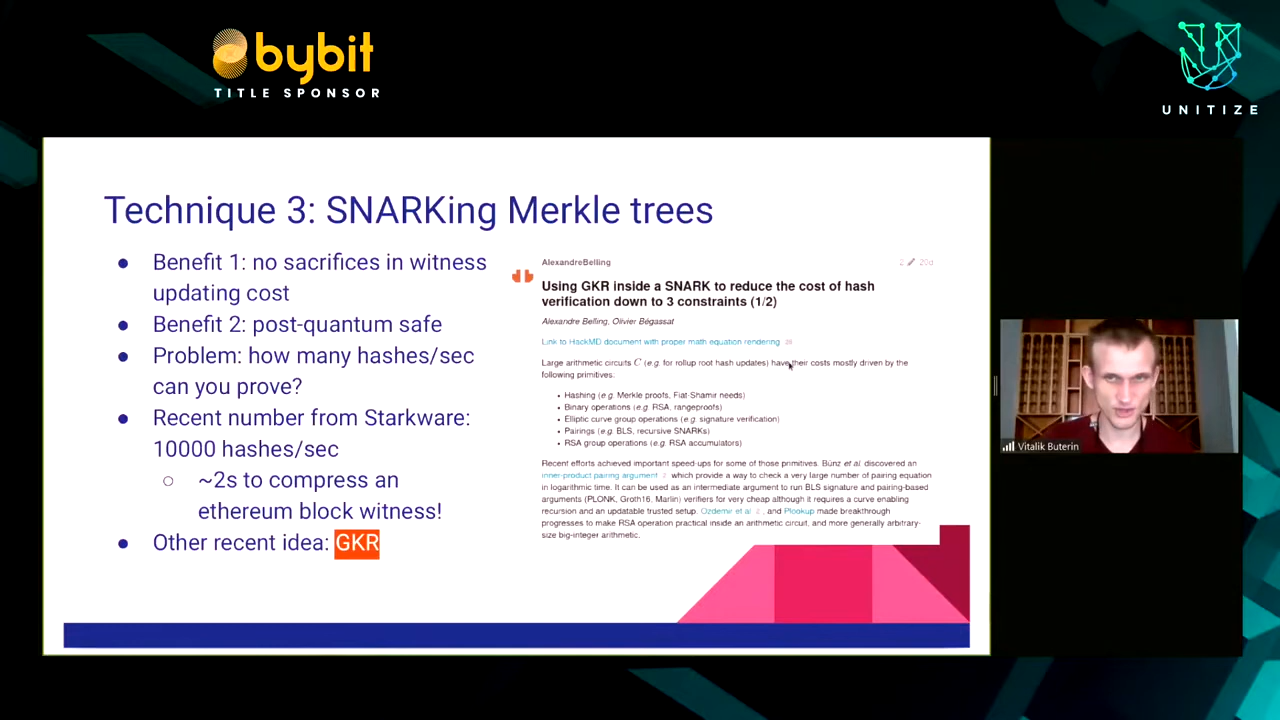 bybit
TITLE SPONSOR
UNITIZE
Technique 3: SNARKing Merkle trees
● Benefit 1: no sacrifices in witness
updating cost
● Benefit 2: post-quantum safe
● Problem: how many hashes/sec
can you prove?
● Recent number from Starkware:
10000 hashes/sec
○ ~2s to compress an
ethereum block witness!
● Other recent idea: GKR
AlexandreBelling
2 29d
Using GKR inside a SNARK to reduce the cost of hash
verification down to 3 constraints (1/2)
Alexandre Belling, Olivier Bégassat
Link to HackMD document with proper math equation rendering
Large arithmetic circuits C (e.g. for rollup root hash updates) have their costs mostly driven by the
following primitives:
• Hashing (e.g. Merkle proofs, Fiat-Shamir needs)
• Binary operations (e.g. RSA, rangeproofs)
• Elliptic curve group operations (e.g. signature verification)
• Pairings (e.g. BLS, recursive SNARKs)
• RSA group operations (e.g. RSA accumulators)
Recent efforts achieved important speed-ups for some of those primitives. Bünz et al. discovered an
inner-product pairing argument 2 which provide a way to check a very large number of pairing equation
in logarithmic time. It can be used as an intermediate argument to run BLS signature and pairing-based
arguments (PLONK, Groth16, Marlin) verifiers for very cheap although it requires a curve enabling
recursion and an updatable trusted setup. Ozdemir et al 2, and Plookup made breakthrough
progresses to make RSA operation practical inside an arithmetic circuit, and more generally arbitrary-
size big-integer arithmetic.
Vitalik Buterin